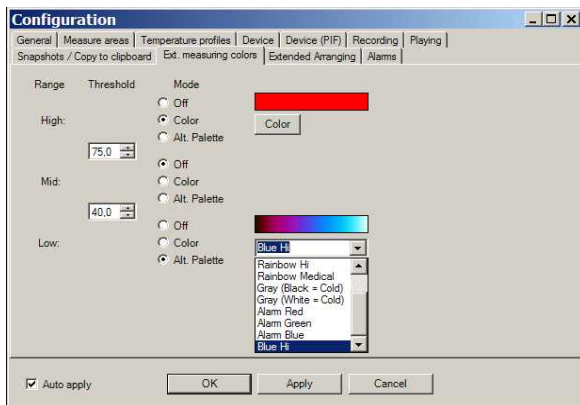 Configuration
General Measure areas Temperature profiles Device Device (PIF) Recording Playing
Snapshots / Copy to clipboard Ext. measuring colors Extended Arranging Alarms
Range Threshold Mode
Off
High: Color Color
Alt. Palette
75,0
Off
Mid: Color
Alt. Palette
40,0
Off
Low: Color Blue Hi
Alt. Palette
Rainbow Hi
Rainbow Medical
Gray (Black = Cold)
Gray (White = Cold)
Alarm Red
Alarm Green
Alarm Blue
Blue Hi
Auto apply OK Apply Cancel